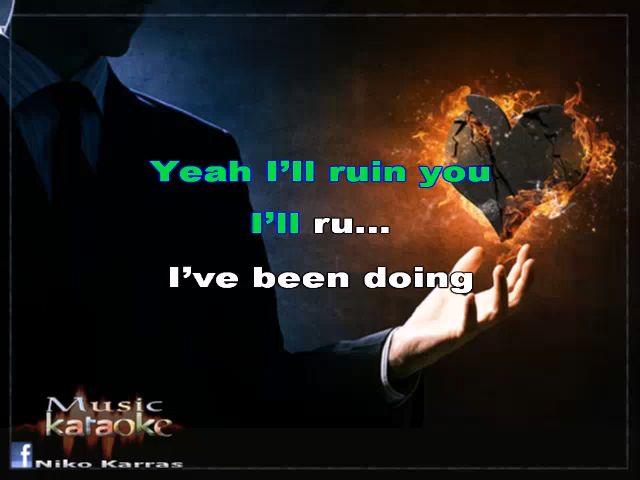 Yeah I’ll ruin you
I’ll ru...
I’ve been doing
Music
karaoke
f Niko Karras